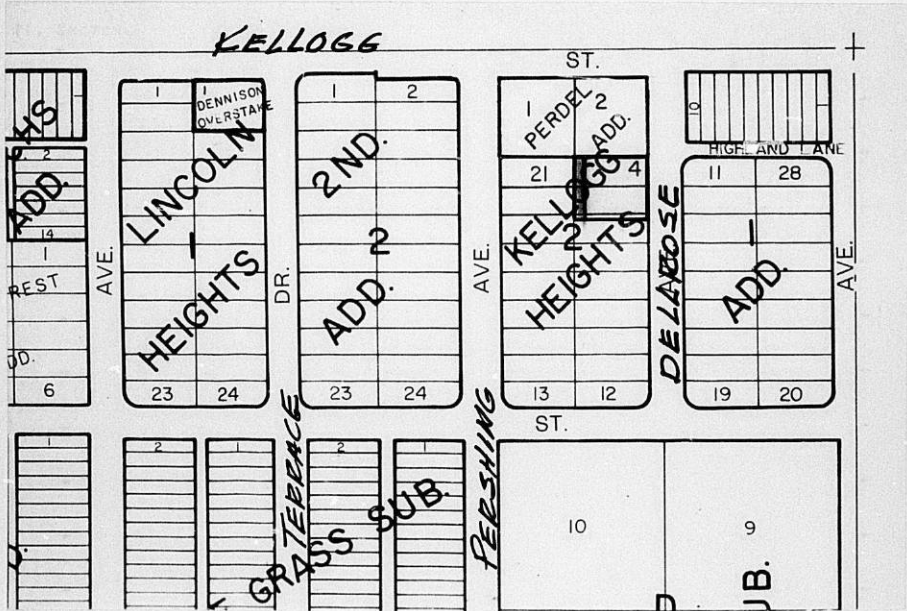 KELLOGG
ST.
1
1
DENNISON
OVERSTAKE
1
2
1
2
PERDEL
ADD.
10
1
HIGHLAND LANE
2
ADD.
14
1
REST
DD.
6
AVE.
LINCOLN
1
HEIGHTS
23
24
DR.
2ND.
2
ADD.
23
24
AVE.
21
4
KELLOGG
2
HEIGHTS
13
12
DELLROSE
11
28
1
ADD.
19
20
AVE.
ST.
1
2
1
TERRACE
2
1
GRASS SUB.
PERSHING
10
9
UB.